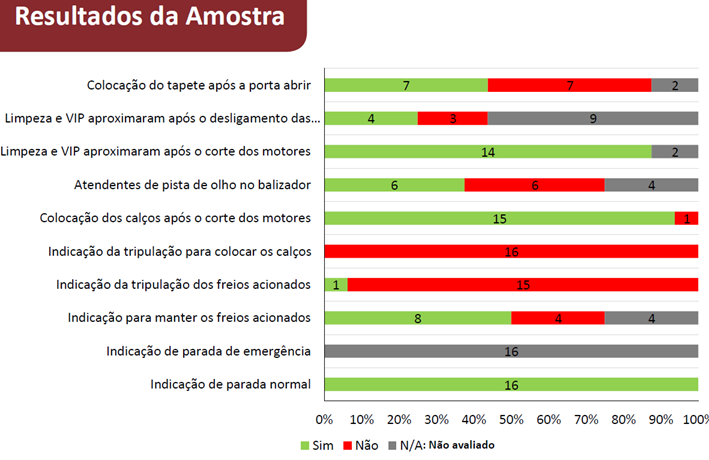 Resultados da Amostra
Colocação do tapete após a porta abrir
7 7 2
Limpeza e VIP aproximaram após o desligamento das...
4 3 9
Limpeza e VIP aproximaram após o corte dos motores
14 2
Atendentes de pista de olho no balizador
6 6 4
Colocação dos calços após o corte dos motores
15 1
Indicação da tripulação para colocar os calços
16
Indicação da tripulação dos freios acionados
1 15
Indicação para manter os freios acionados
8 4 4
Indicação de parada de emergência
16
Indicação de parada normal
16
0% 10% 20% 30% 40% 50% 60% 70% 80% 90% 100%
Sim Não N/A: Não avaliado